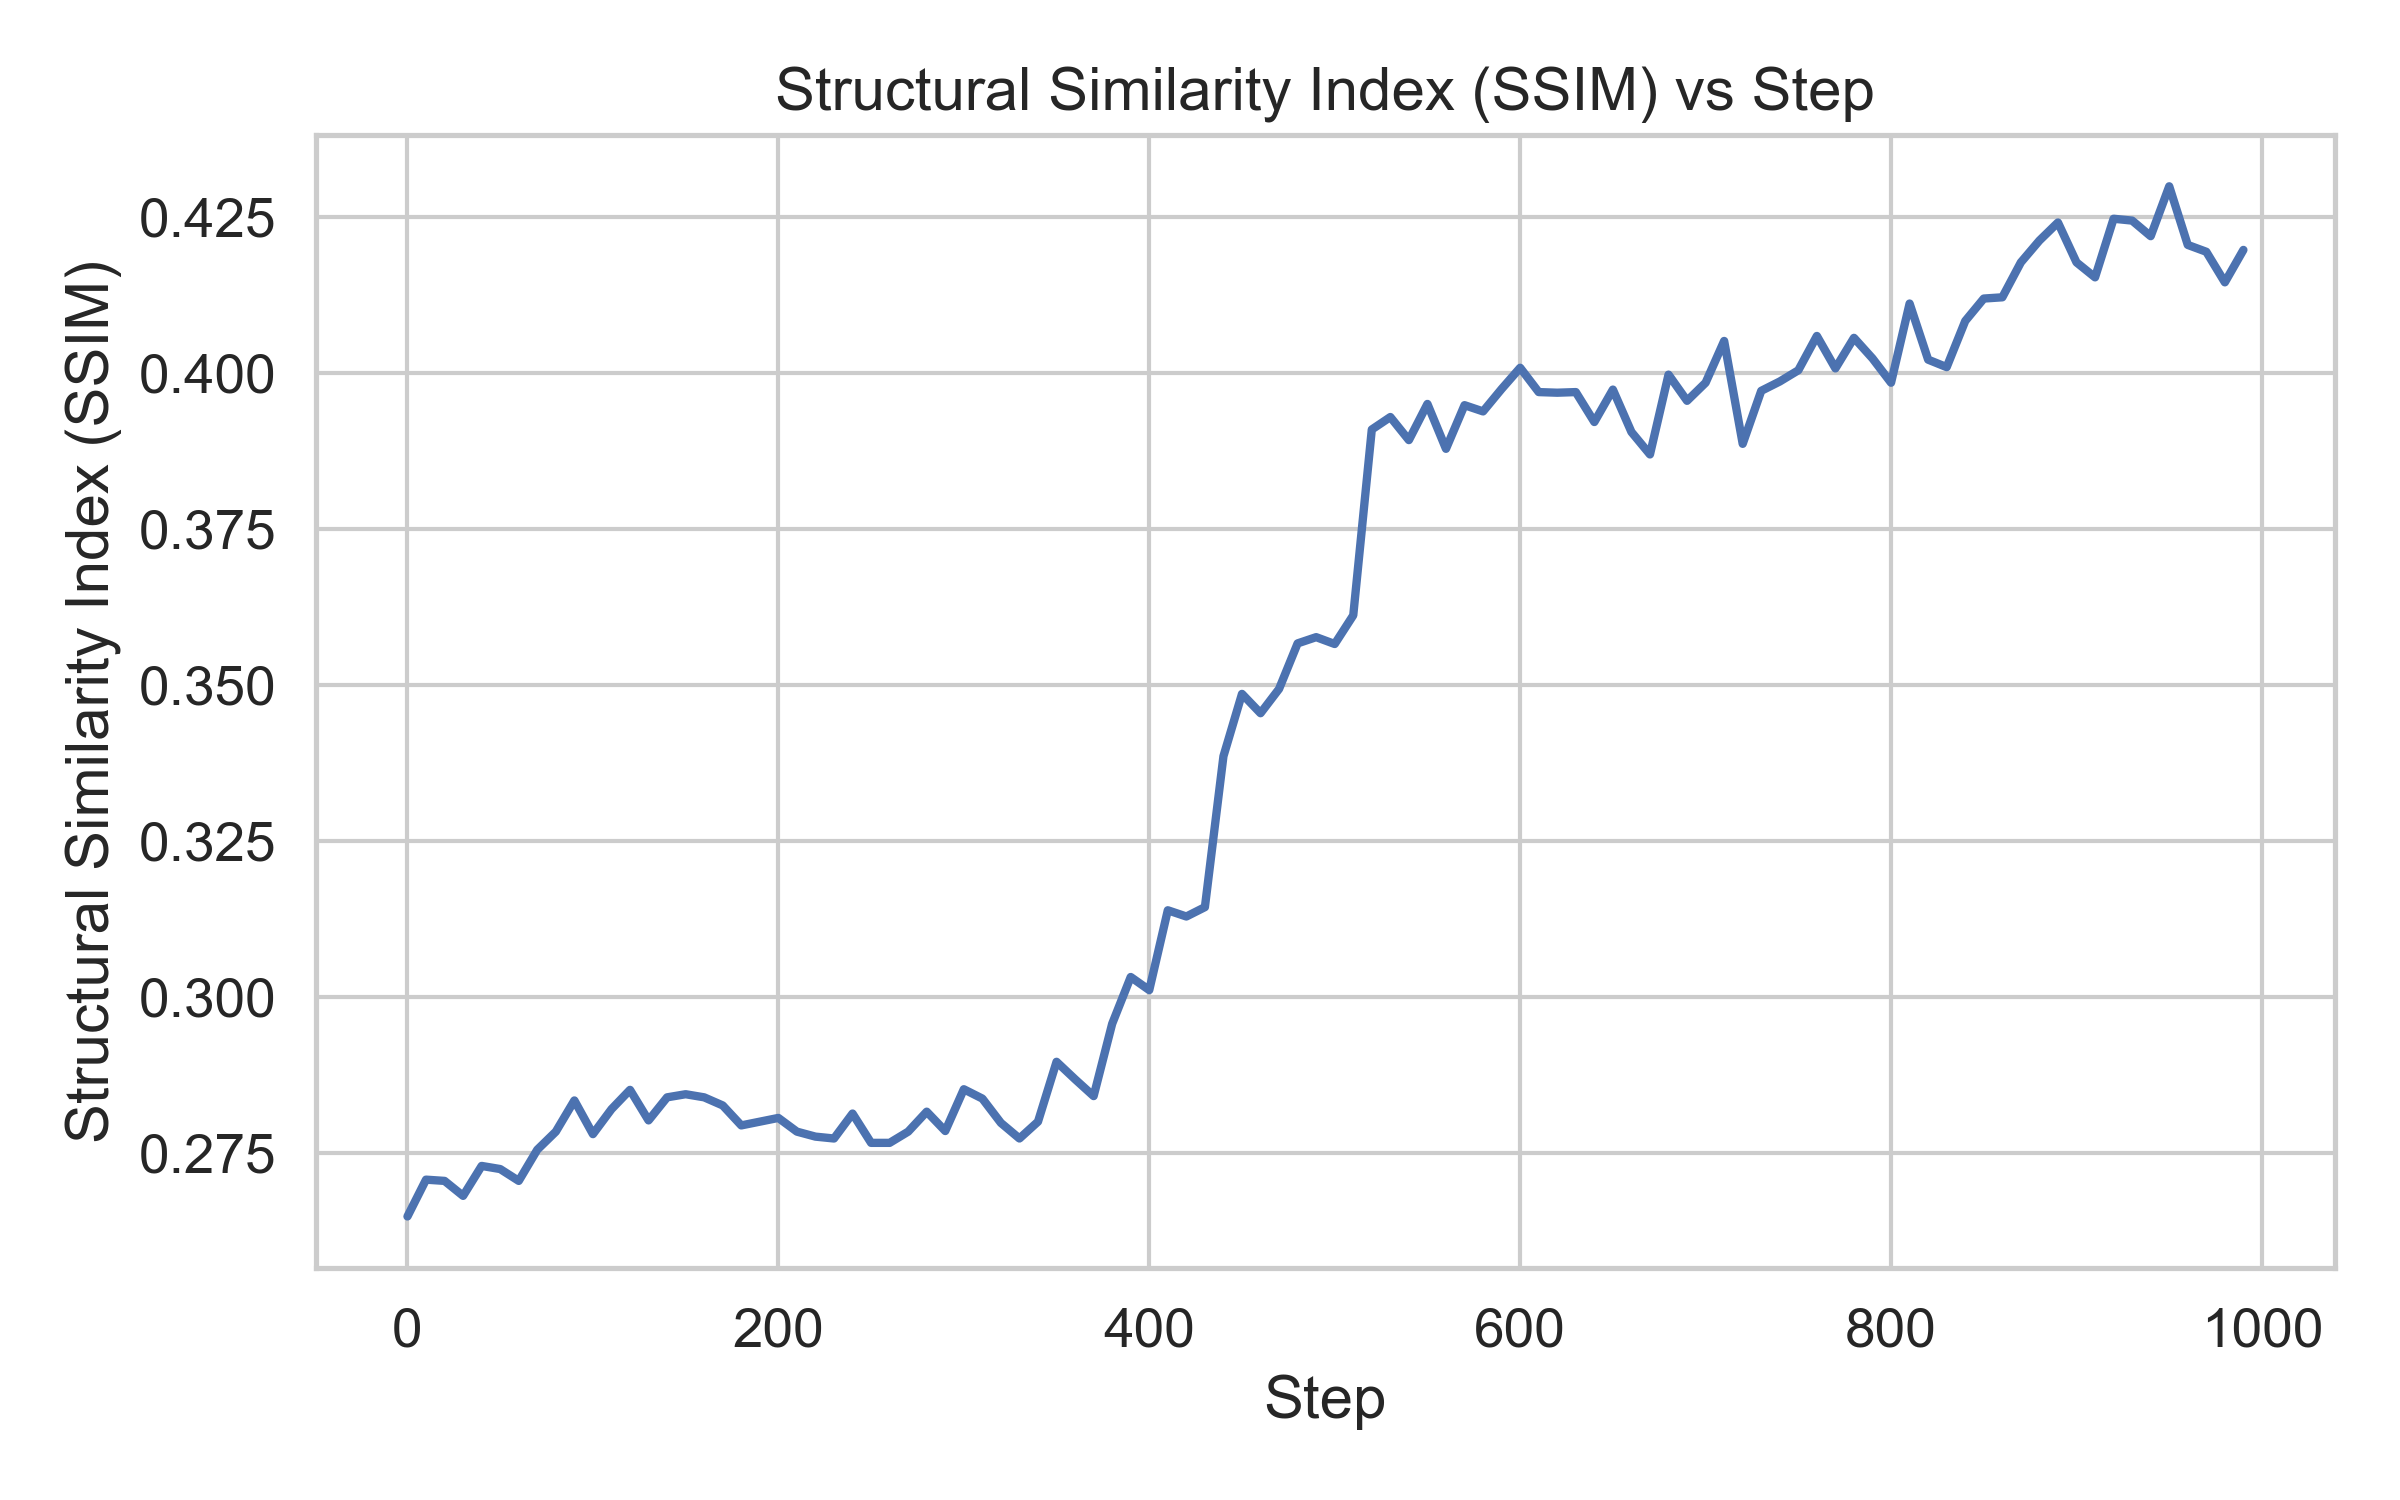 Structural Similarity Index (SSIM) vs Step
Structural Similarity Index (SSIM)
0.425
0.400
0.375
0.350
0.325
0.300
0.275
0 200 400 600 800 1000
Step